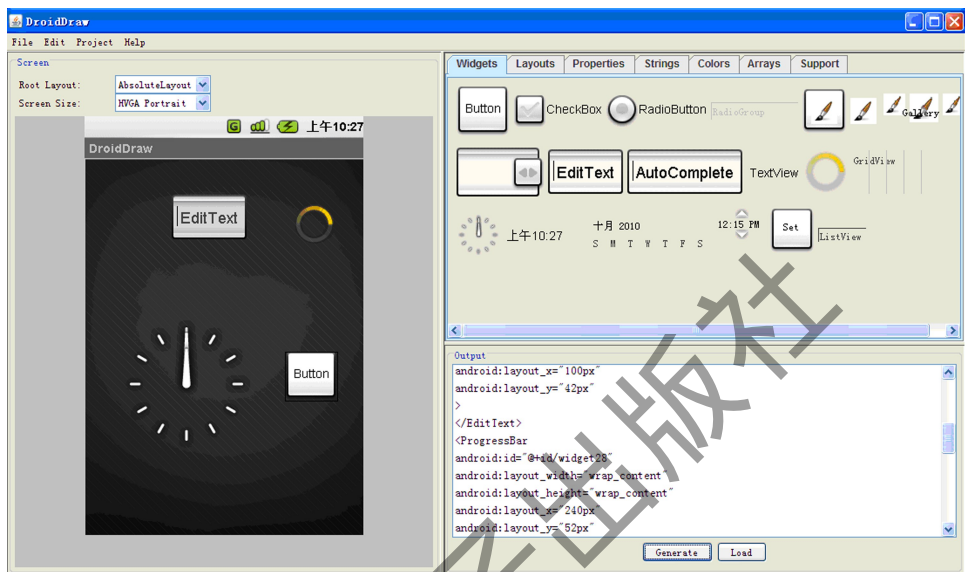 DroidDraw
File Edit Project Help
Screen
Root Layout: AbsoluteLayout
Screen Size: HVGA Portrait
G 上午10:27
DroidDraw
EditText
Button
Widgets Layouts Properties Strings Colors Arrays Support
Button CheckBox RadioButton RadioGroup Gallery
EditText AutoComplete TextView GridView
上午10:27 十月 2010 12:15 PM Set ListView
S M T W T F S
Output
android:layout_x="100px"
android:layout_y="42px"
>
</EditText>
<ProgressBar
android:id="@+id/widget28"
android:layout_width="wrap_content"
android:layout_height="wrap_content"
android:layout_x="240px"
android:layout_y="52px"
Generate Load
出版社